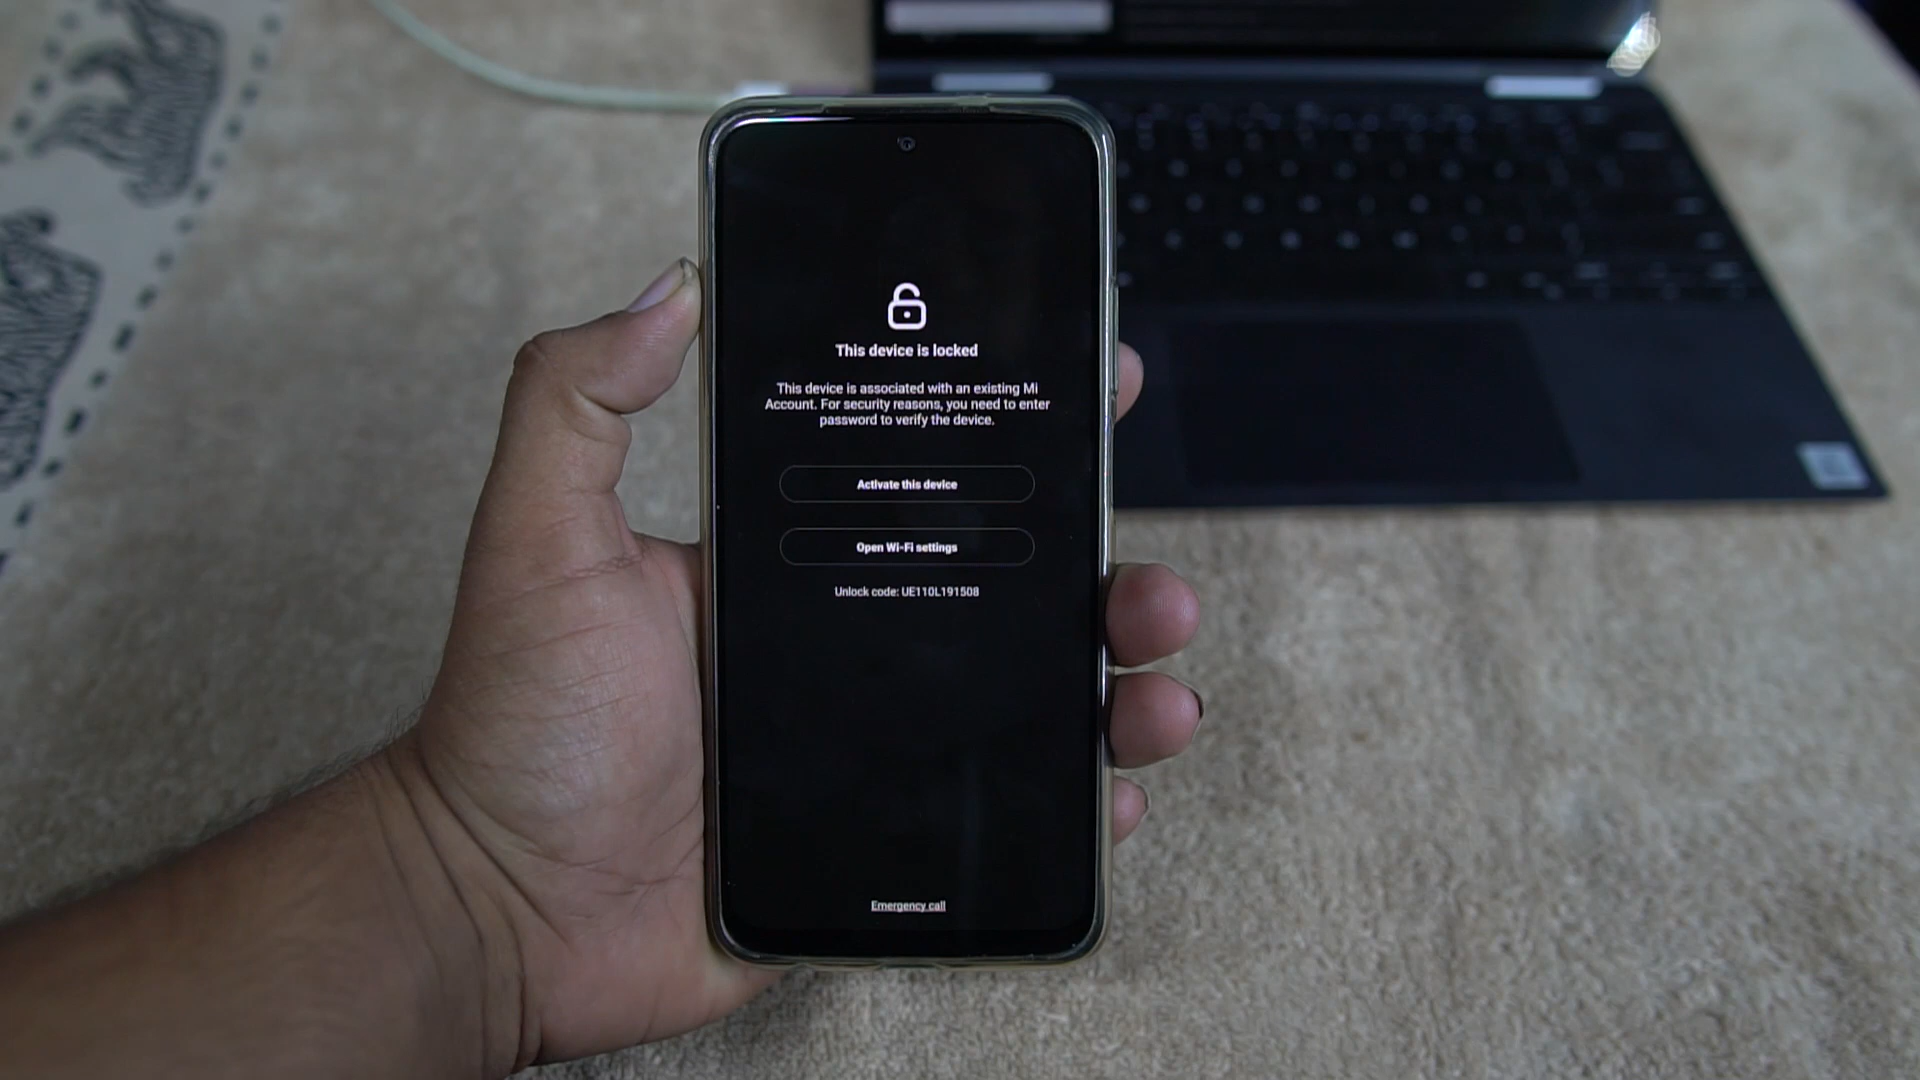 This device is locked
This device is associated with an existing Mi
Account. For security reasons, you need to enter
password to verify the device.
Activate this device
Open Wi-Fi settings
Unlock code: UE110L191508
Emergency call